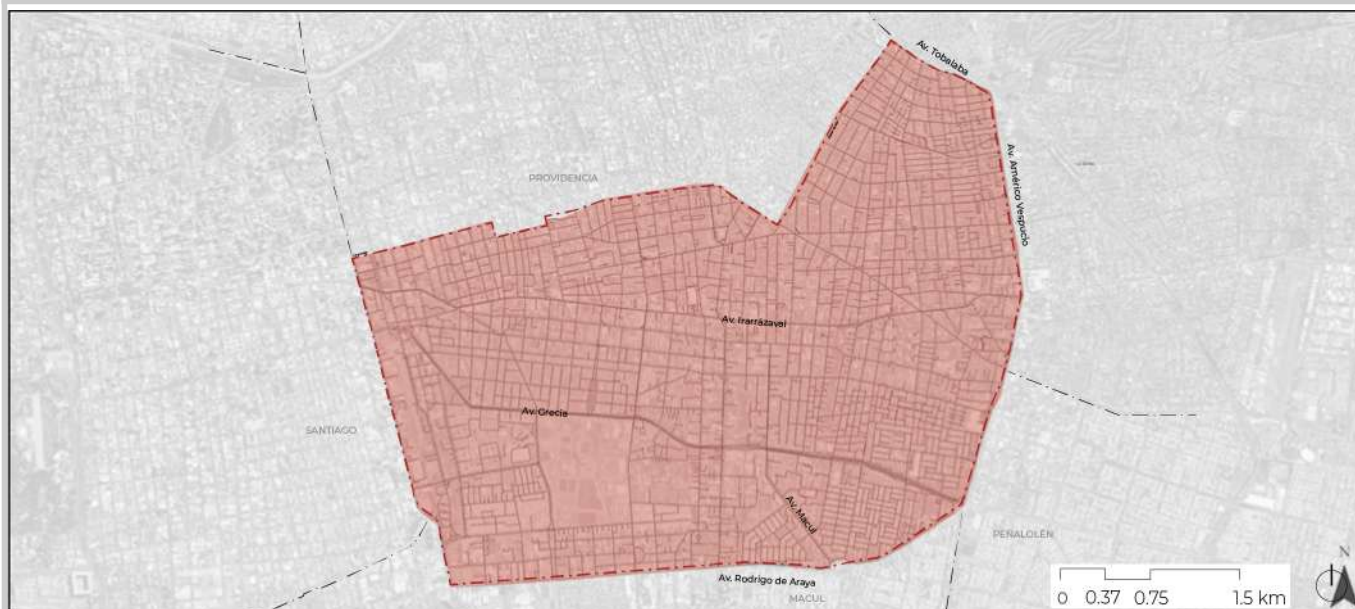 Av. Tobalaba
PROVIDENCIA
Av. Américo Vespucio
Av. Irarrázaval
Av. Grecia
SANTIAGO
Av. Macul
PEÑALOLÉN
Av. Rodrigo de Araya
MACUL
N
0 0.37 0.75 1.5 km